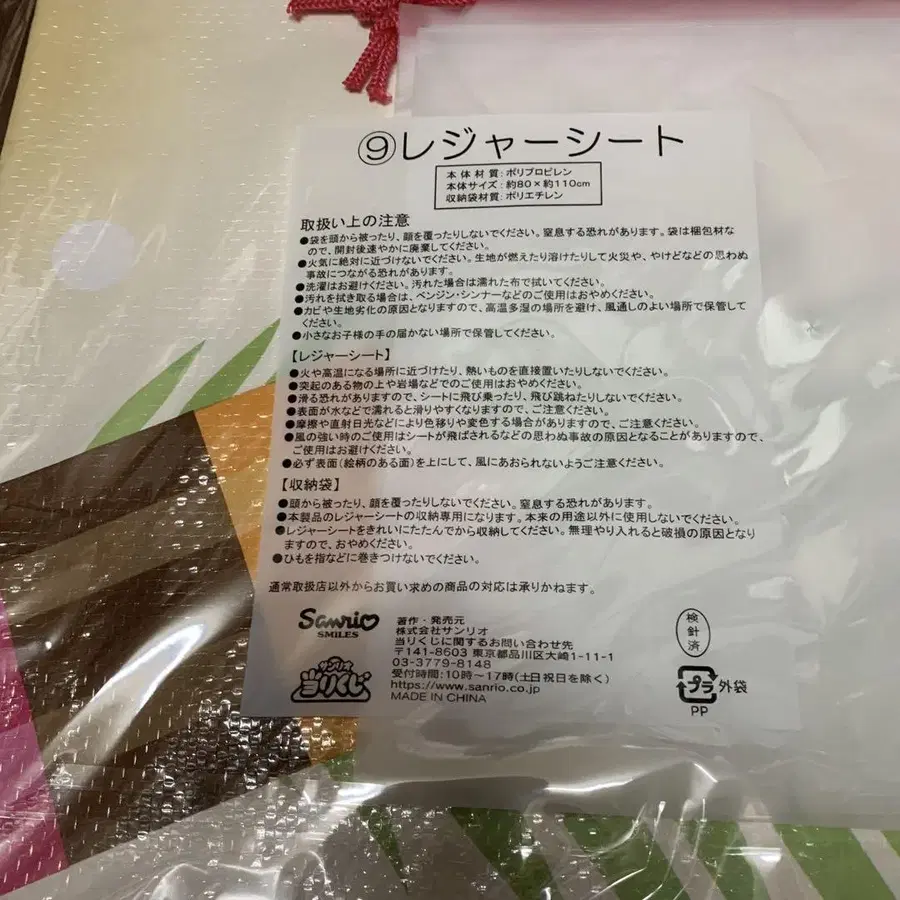 ⑨レジャーシート
本体材質:ポリプロピレン
本体サイズ:約80×約110cm
収納袋材質:ポリエチレン
取扱い上の注意
●袋を頭から被ったり、顔を覆ったりしないでください。窒息する恐れがあります。袋は梱包材な
ので、開封後速やかに廃棄してください。
●火気に絶対に近づけないでください。生地が燃えたり溶けたりして火災や、やけどなどの思わぬ
事故につながる恐れがあります。
●洗濯はお避けください。汚れた場合は濡れた布で拭いてください。
●汚れを拭き取る場合は、ベンジン・シンナーなどのご使用はおやめください。
●カビや生地劣化の原因となりますので、高温多湿の場所を避け、風通しのよい場所で保管して
ください。
●小さなお子様の手の届かない場所で保管してください。
【レジャーシート】
●火や高温になる場所に近づけたり、熱いものを直接置いたりしないでください。
●突起のある物の上や岩場などでのご使用はおやめください。
●滑る恐れがありますので、シートに飛び乗ったり、飛び跳ねたりしないでください。
●表面が水などで濡れると滑りやすくなりますので、ご注意ください。
●摩擦や直射日光などにより色移りや変色する場合がありますので、ご注意ください。
●風の強い時のご使用はシートが飛ばされるなどの思わぬ事故の原因となることがありますので、
ご使用はお避けください。
●必ず表面(絵柄のある面)を上にして、風にあおられないようご注意ください。
【収納袋】
●頭から被ったり、顔を覆ったりしないでください。窒息する恐れがあります。
●本製品のレジャーシートの収納専用になります。本来の用途以外に使用しないでください。
●レジャーシートをきれいにたたんでから収納してください。無理やり入れると破損の原因となり
ますので、おやめください。
●ひもを指などに巻きつけないでください。
通常取扱店以外からお買い求めの商品の対応は承りかねます。
Sanrio
SMILES
サンリオ
当りくじ
著作・発売元
株式会社サンリオ
当りくじに関するお問い合わせ先
〒141-8603 東京都品川区大崎1-11-1
03-3779-8148
受付時間:10時~17時(土日祝日を除く)
https://www.sanrio.co.jp
MADE IN CHINA
検針済
プラ 外袋
PP